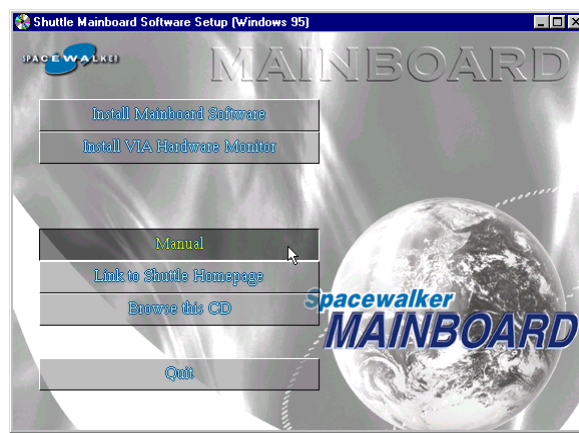 Shuttle Mainboard Software Setup (Windows 95)
SPACEWALKER
MAINBOARD
Install Mainboard Software
Install VIA Hardware Monitor
Manual
Link to Shuttle Homepage
Browse this CD
Spacewalker
MAINBOARD
Quit